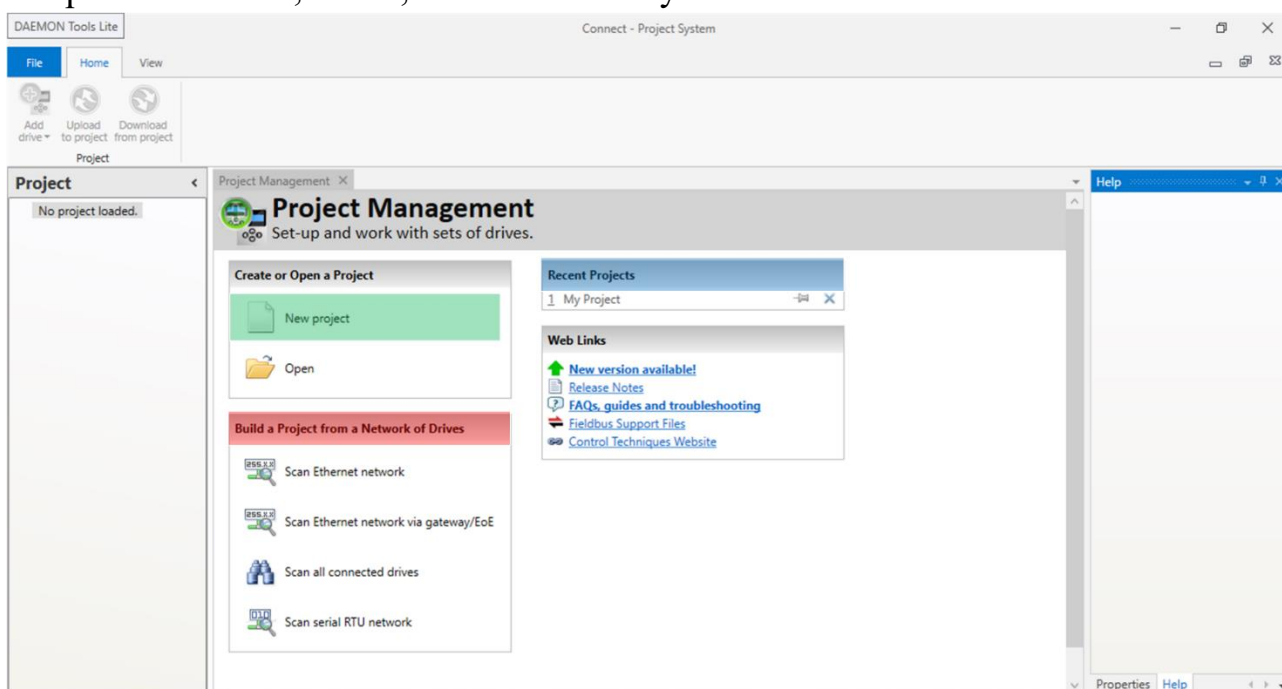 DAEMON Tools Lite
Connect - Project System
File Home View
Add drive
Upload to project
Download from project
Project
Project
No project loaded.
Project Management
Project Management
Set-up and work with sets of drives.
Create or Open a Project
New project
Open
Build a Project from a Network of Drives
Scan Ethernet network
Scan Ethernet network via gateway/EoE
Scan all connected drives
Scan serial RTU network
Recent Projects
1 My Project
Web Links
New version available!
Release Notes
FAQs, guides and troubleshooting
Fieldbus Support Files
Control Techniques Website
Help
Properties Help